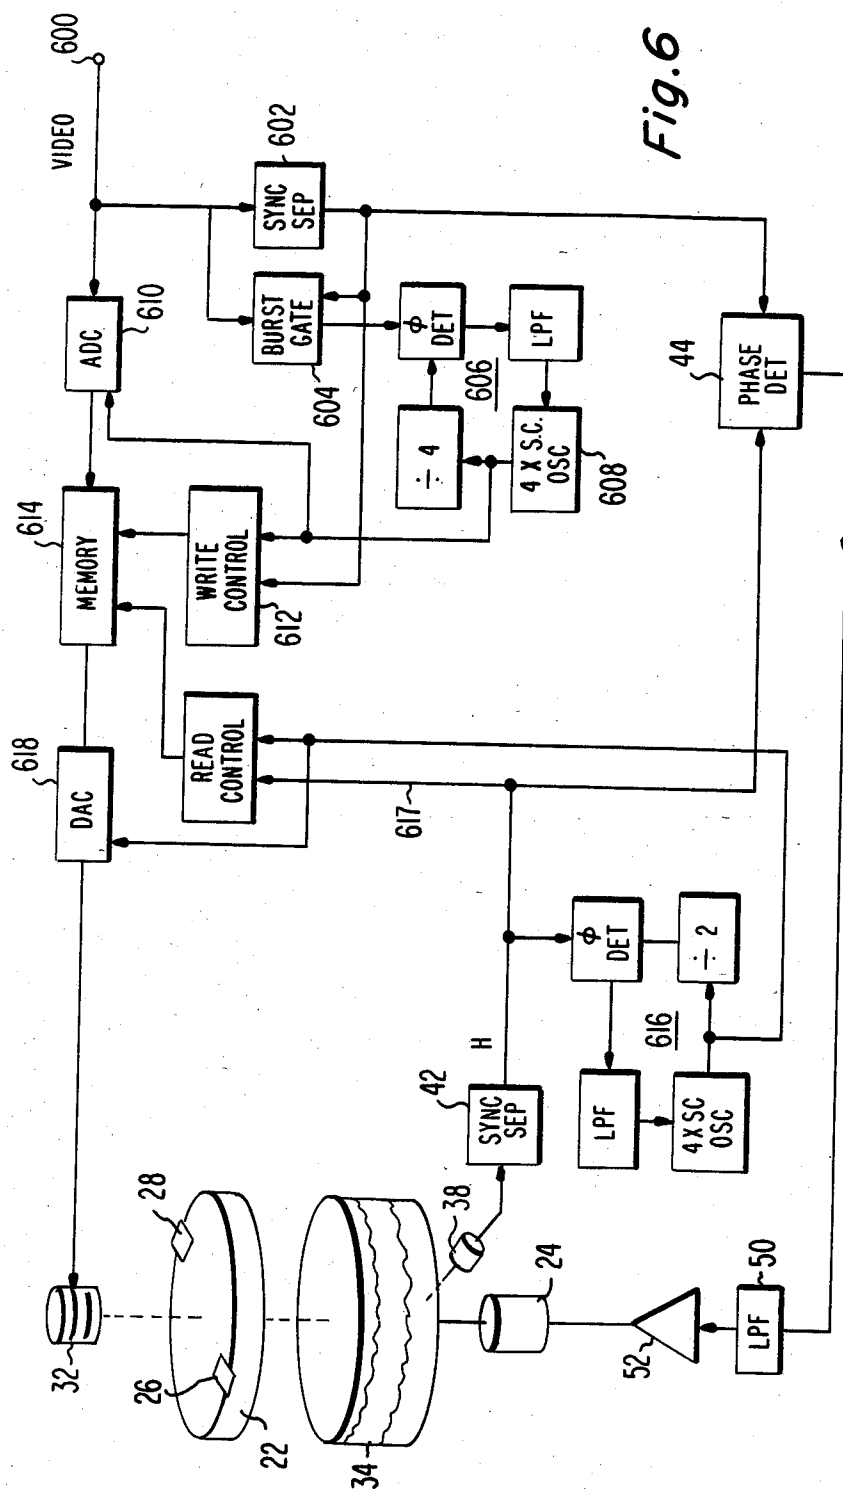 VIDEO
600
ADC
610
SYNC
SEP
602
BURST
GATE
604
Φ
DET
606
LPF
4 X S.C.
OSC
608
÷ 4
MEMORY
614
WRITE
CONTROL
612
READ
CONTROL
617
DAC
618
PHASE
DET
44
H
SYNC
SEP
42
Φ
DET
÷ 2
616
LPF
4 X SC
OSC
32
28
26
22
34
38
24
52
LPF
50
Fig.6